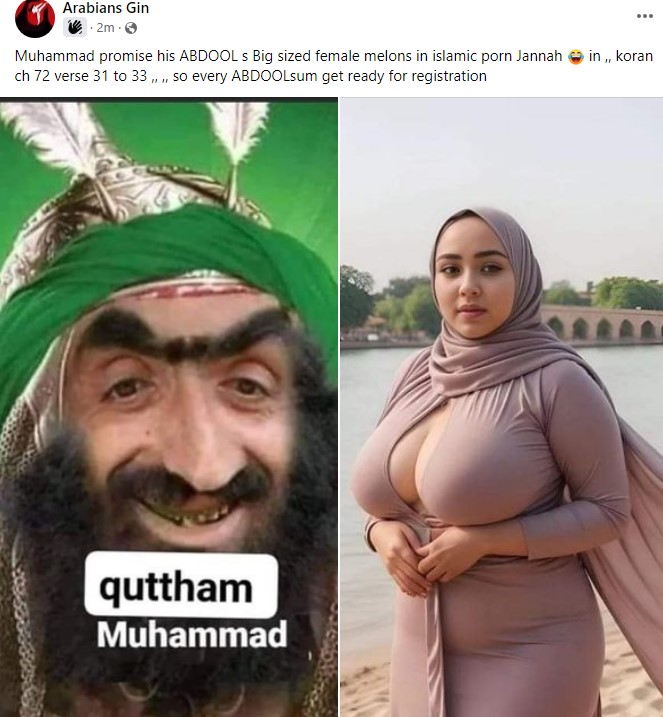 Arabians Gin
· 2m ·
Muhammad promise his ABDOOL s Big sized female melons in islamic porn Jannah 😂 in ,, koran
ch 72 verse 31 to 33 ,, ,, so every ABDOOLsum get ready for registration
quttham
Muhammad